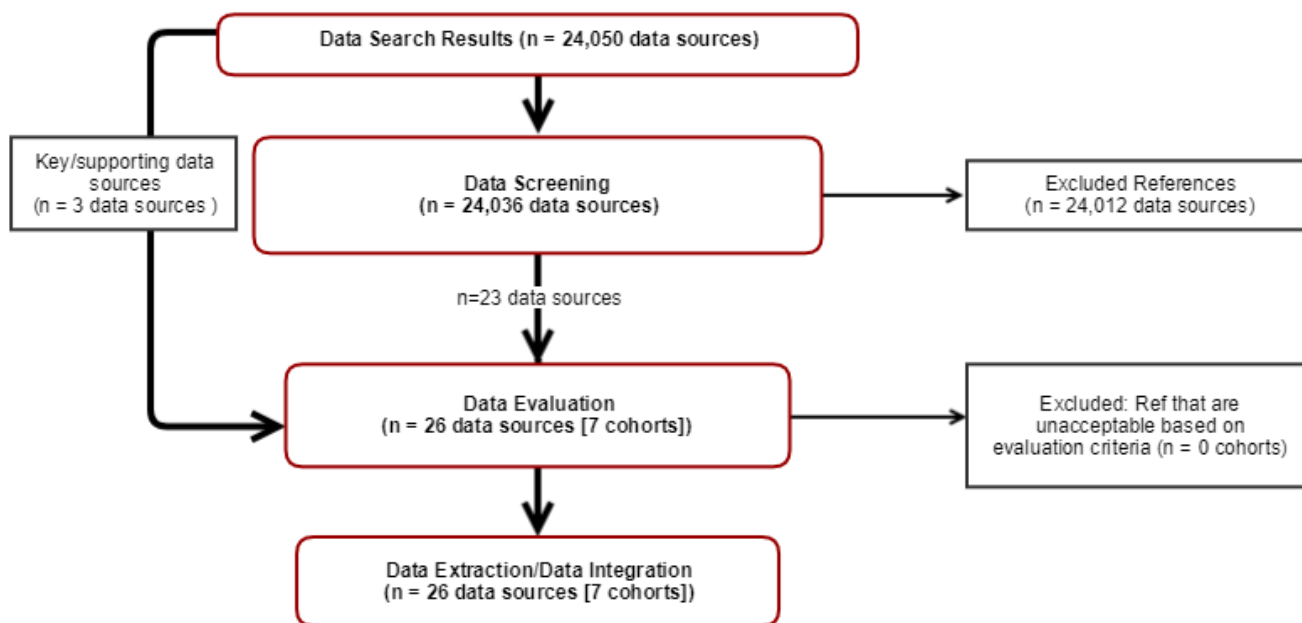 Data Search Results (n = 24,050 data sources)
Key/supporting data
sources
(n = 3 data sources )
Data Screening
(n = 24,036 data sources)
Excluded References
(n = 24,012 data sources)
n=23 data sources
Data Evaluation
(n = 26 data sources [7 cohorts])
Excluded: Ref that are
unacceptable based on
evaluation criteria (n = 0 cohorts)
Data Extraction/Data Integration
(n = 26 data sources [7 cohorts])